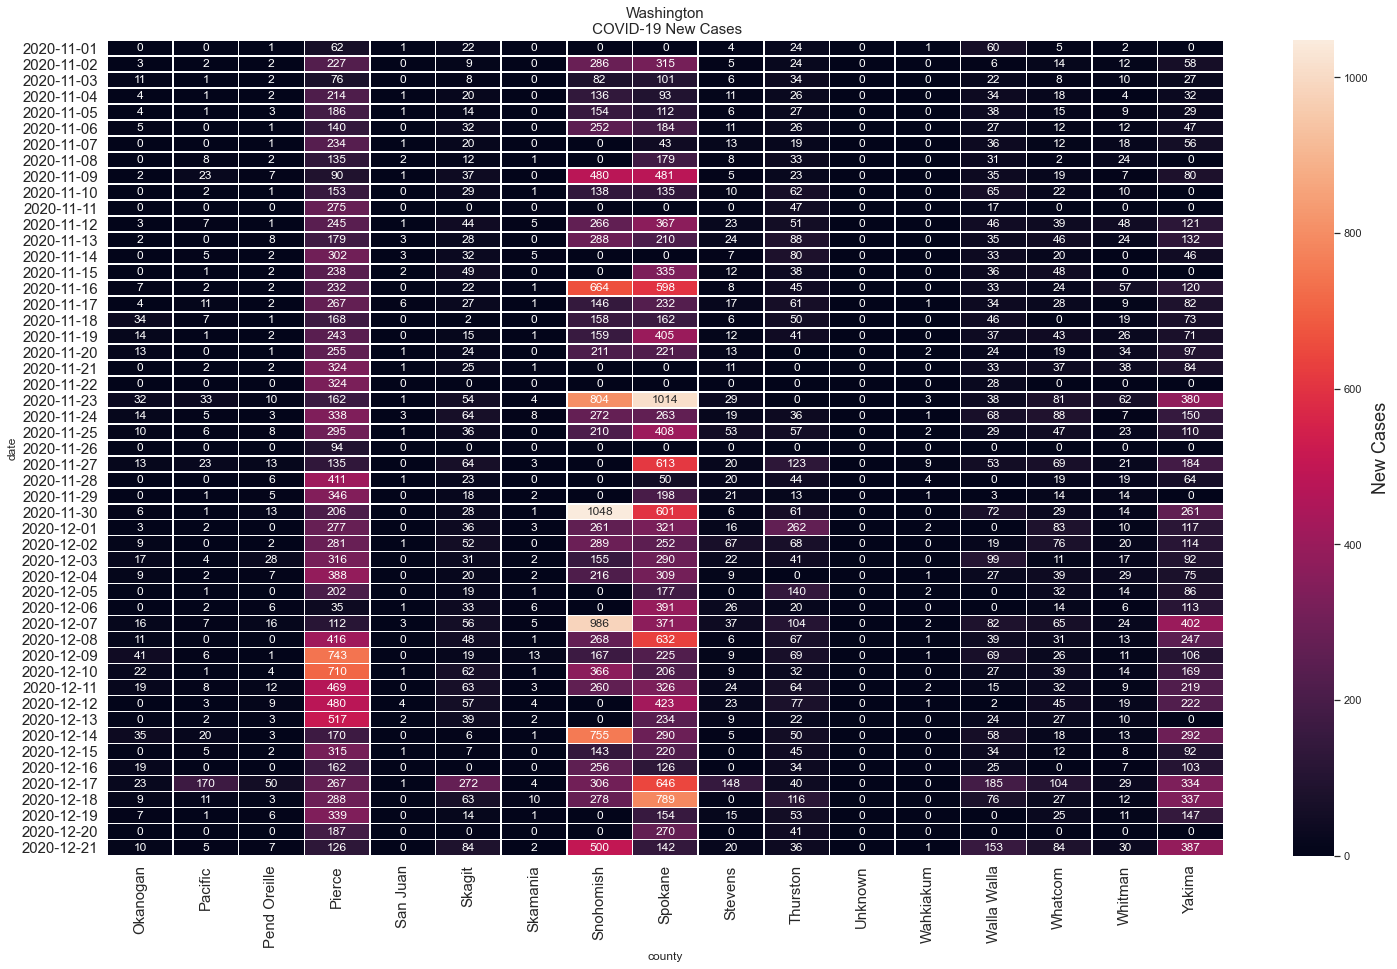 Washington
COVID-19 New Cases
2020-11-01 0 0 1 62 1 22 0 0 0 4 24 0 1 60 5 2 0
2020-11-02 3 2 2 227 0 9 0 286 315 5 24 0 0 6 14 12 58
2020-11-03 11 1 2 76 0 8 0 82 101 6 34 0 0 22 8 10 27
2020-11-04 4 1 2 214 1 20 0 136 93 11 26 0 0 34 18 4 32
2020-11-05 4 1 3 186 1 14 0 154 112 6 27 0 0 38 15 9 29
2020-11-06 5 0 1 140 0 32 0 252 184 11 26 0 0 27 12 12 47
2020-11-07 0 0 1 234 1 20 0 0 43 13 19 0 0 36 12 18 56
2020-11-08 0 8 2 135 2 12 1 0 179 8 33 0 0 31 2 24 0
2020-11-09 2 23 7 90 1 37 0 480 481 5 23 0 0 35 19 7 80
2020-11-10 0 2 1 153 0 29 1 138 135 10 62 0 0 65 22 10 0
2020-11-11 0 0 0 275 0 0 0 0 0 0 47 0 0 17 0 0 0
2020-11-12 3 7 1 245 1 44 5 266 367 23 51 0 0 46 39 48 121
2020-11-13 2 0 8 179 3 28 0 288 210 24 88 0 0 35 46 24 132
2020-11-14 0 5 2 302 3 32 5 0 0 7 80 0 0 33 20 0 46
2020-11-15 0 1 2 238 2 49 0 0 335 12 38 0 0 36 48 0 0
2020-11-16 7 2 2 232 0 22 1 664 598 8 45 0 0 33 24 57 120
2020-11-17 4 11 2 267 6 27 1 146 232 17 61 0 1 34 28 9 82
2020-11-18 34 7 1 168 0 2 0 158 162 6 50 0 0 46 0 19 73
2020-11-19 14 1 2 243 0 15 1 159 405 12 41 0 0 37 43 26 71
2020-11-20 13 0 1 255 1 24 0 211 221 13 0 0 2 24 19 34 97
2020-11-21 0 2 2 324 1 25 1 0 0 11 0 0 0 33 37 38 84
2020-11-22 0 0 0 324 0 0 0 0 0 0 0 0 0 28 0 0 0
2020-11-23 32 33 10 162 1 54 4 804 1014 29 0 0 3 38 81 62 380
2020-11-24 14 5 3 338 3 64 8 272 263 19 36 0 1 68 88 7 150
2020-11-25 10 6 8 295 1 36 0 210 408 53 57 0 2 29 47 23 110
2020-11-26 0 0 0 94 0 0 0 0 0 0 0 0 0 0 0 0 0
2020-11-27 13 23 13 135 0 64 3 0 613 20 123 0 9 53 69 21 184
2020-11-28 0 0 6 411 1 23 0 0 50 20 44 0 4 0 19 19 64
2020-11-29 0 1 5 346 0 18 2 0 198 21 13 0 1 3 14 14 0
2020-11-30 6 1 13 206 0 28 1 1048 601 6 61 0 0 72 29 14 261
2020-12-01 3 2 0 277 0 36 3 261 321 16 262 0 2 0 83 10 117
2020-12-02 9 0 2 281 1 52 0 289 252 67 68 0 0 19 76 20 114
2020-12-03 17 4 28 316 0 31 2 155 290 22 41 0 0 99 11 17 92
2020-12-04 9 2 7 388 0 20 2 216 309 9 0 0 1 27 39 29 75
2020-12-05 0 1 0 202 0 19 1 0 177 0 140 0 2 0 32 14 86
2020-12-06 0 2 6 35 1 33 6 0 391 26 20 0 0 0 14 6 113
2020-12-07 16 7 16 112 3 56 5 986 371 37 104 0 2 82 65 24 402
2020-12-08 11 0 0 416 0 48 1 268 632 6 67 0 1 39 31 13 247
2020-12-09 41 6 1 743 0 19 13 167 225 9 69 0 1 69 26 11 106
2020-12-10 22 1 4 710 1 62 1 366 206 9 32 0 0 27 39 14 169
2020-12-11 19 8 12 469 0 63 3 260 326 24 64 0 2 15 32 9 219
2020-12-12 0 3 9 480 4 57 4 0 423 23 77 0 1 2 45 19 222
2020-12-13 0 2 3 517 2 39 2 0 234 9 22 0 0 24 27 10 0
2020-12-14 35 20 3 170 0 6 1 755 290 5 50 0 0 58 18 13 292
2020-12-15 0 5 2 315 1 7 0 143 220 0 45 0 0 34 12 8 92
2020-12-16 19 0 0 162 0 0 0 256 126 0 34 0 0 25 0 7 103
2020-12-17 23 170 50 267 1 272 4 306 646 148 40 0 0 185 104 29 334
2020-12-18 9 11 3 288 0 63 10 278 789 0 116 0 0 76 27 12 337
2020-12-19 7 1 6 339 0 14 1 0 154 15 53 0 0 0 25 11 147
2020-12-20 0 0 0 187 0 0 0 0 270 0 41 0 0 0 0 0 0
2020-12-21 10 5 7 126 0 84 2 500 142 20 36 0 1 153 84 30 387
Okanogan Pacific Pend Oreille Pierce San Juan Skagit Skamania Snohomish Spokane Stevens Thurston Unknown Wahkiakum Walla Walla Whatcom Whitman Yakima
county
date
1000
800
600
400
200
0
New Cases